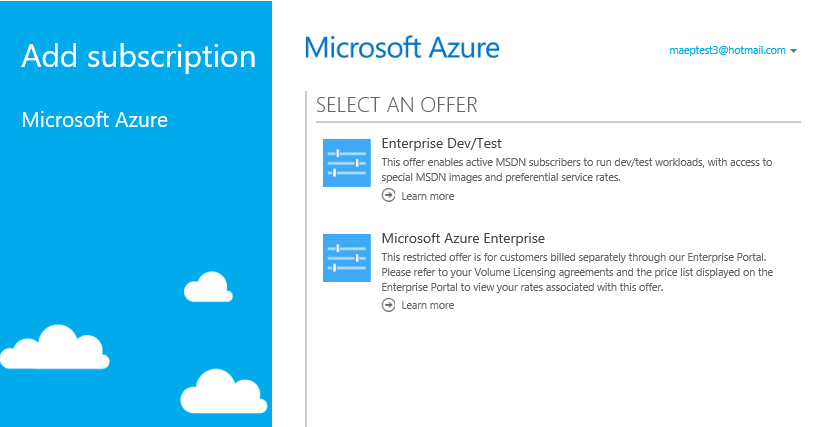 Add subscription
Microsoft Azure
Microsoft Azure
maeptest3@hotmail.com
SELECT AN OFFER
Enterprise Dev/Test
This offer enables active MSDN subscribers to run dev/test workloads, with access to
special MSDN images and preferential service rates.
Learn more
Microsoft Azure Enterprise
This restricted offer is for customers billed separately through our Enterprise Portal.
Please refer to your Volume Licensing agreements and the price list displayed on the
Enterprise Portal to view your rates associated with this offer.
Learn more